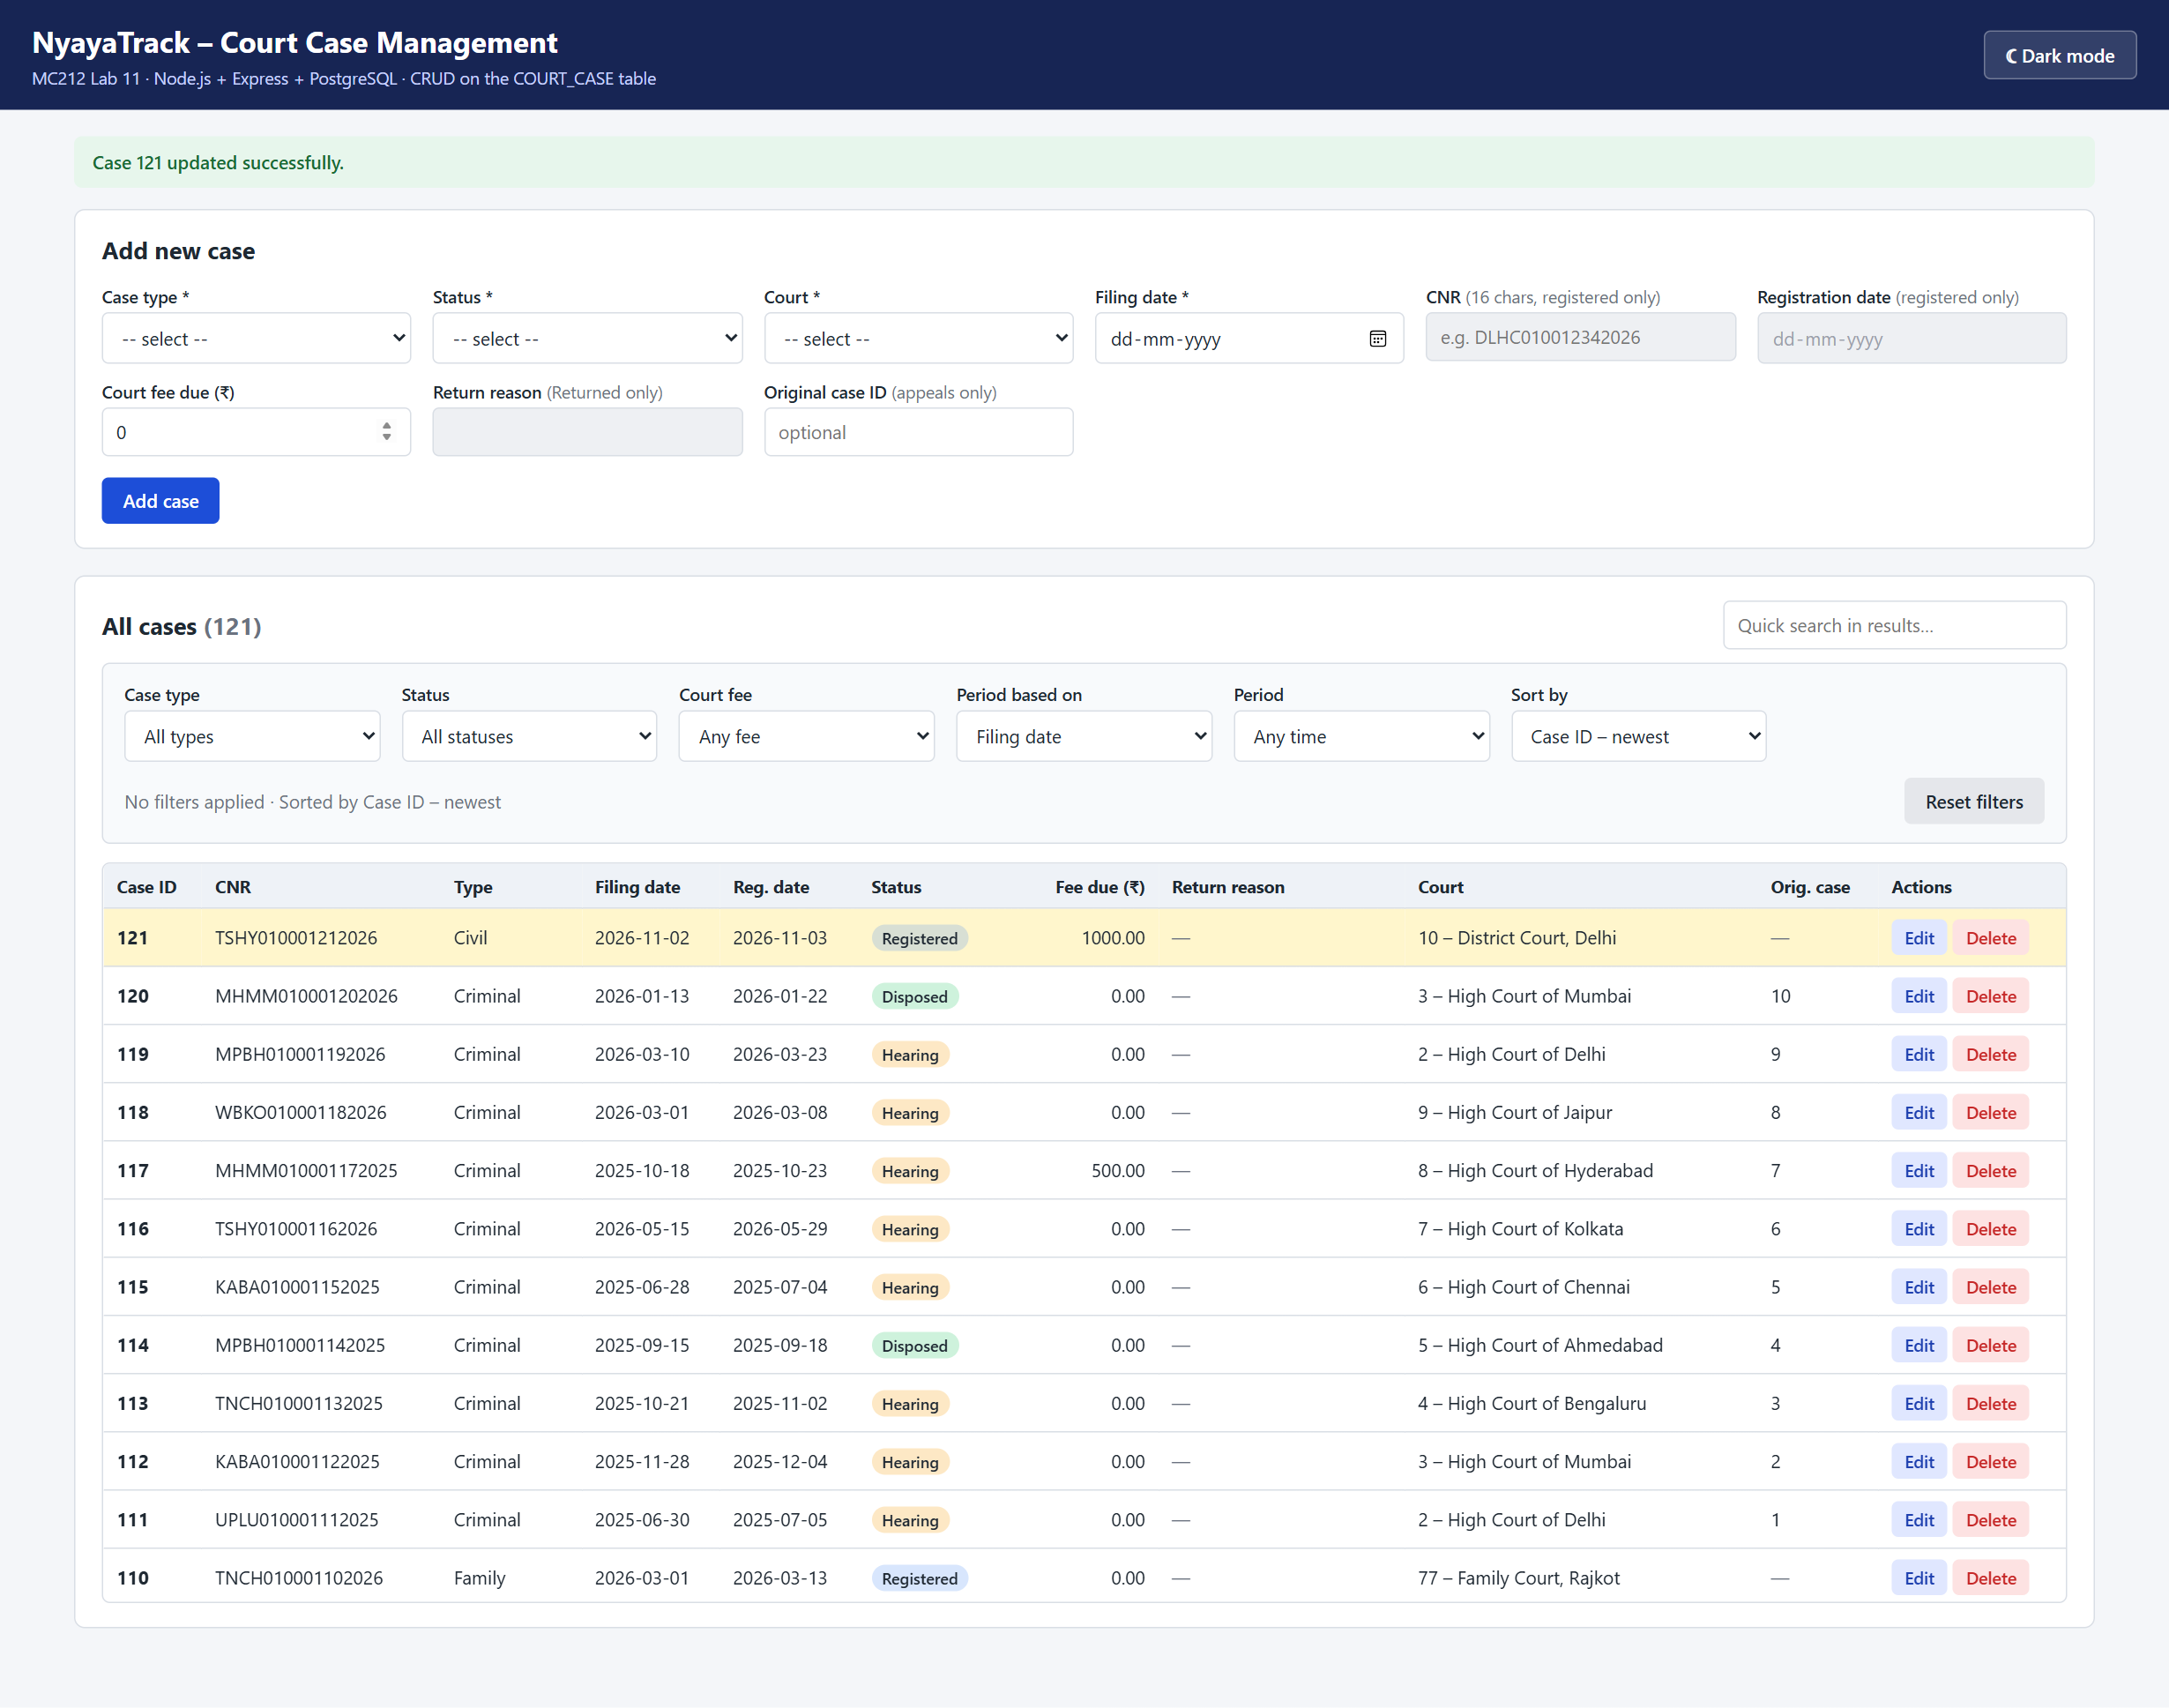 NyayaTrack – Court Case Management
MC212 Lab 11 · Node.js + Express + PostgreSQL · CRUD on the COURT_CASE table
☾ Dark mode
Case 121 updated successfully.
Add new case
Case type * Status * Court * Filing date * CNR (16 chars, registered only) Registration date (registered only)
-- select -- -- select -- -- select -- dd-mm-yyyy e.g. DLHC010012342026 dd-mm-yyyy
Court fee due (₹) Return reason (Returned only) Original case ID (appeals only)
0 optional
Add case
All cases (121) Quick search in results...
Case type Status Court fee Period based on Period Sort by
All types All statuses Any fee Filing date Any time Case ID – newest
No filters applied · Sorted by Case ID – newest Reset filters
Case ID CNR Type Filing date Reg. date Status Fee due (₹) Return reason Court Orig. case Actions
121 TSHY010001212026 Civil 2026-11-02 2026-11-03 Registered 1000.00 — 10 – District Court, Delhi — Edit Delete
120 MHMM010001202026 Criminal 2026-01-13 2026-01-22 Disposed 0.00 — 3 – High Court of Mumbai 10 Edit Delete
119 MPBH010001192026 Criminal 2026-03-10 2026-03-23 Hearing 0.00 — 2 – High Court of Delhi 9 Edit Delete
118 WBKO010001182026 Criminal 2026-03-01 2026-03-08 Hearing 0.00 — 9 – High Court of Jaipur 8 Edit Delete
117 MHMM010001172025 Criminal 2025-10-18 2025-10-23 Hearing 500.00 — 8 – High Court of Hyderabad 7 Edit Delete
116 TSHY010001162026 Criminal 2026-05-15 2026-05-29 Hearing 0.00 — 7 – High Court of Kolkata 6 Edit Delete
115 KABA010001152025 Criminal 2025-06-28 2025-07-04 Hearing 0.00 — 6 – High Court of Chennai 5 Edit Delete
114 MPBH010001142025 Criminal 2025-09-15 2025-09-18 Disposed 0.00 — 5 – High Court of Ahmedabad 4 Edit Delete
113 TNCH010001132025 Criminal 2025-10-21 2025-11-02 Hearing 0.00 — 4 – High Court of Bengaluru 3 Edit Delete
112 KABA010001122025 Criminal 2025-11-28 2025-12-04 Hearing 0.00 — 3 – High Court of Mumbai 2 Edit Delete
111 UPLU010001112025 Criminal 2025-06-30 2025-07-05 Hearing 0.00 — 2 – High Court of Delhi 1 Edit Delete
110 TNCH010001102026 Family 2026-03-01 2026-03-13 Registered 0.00 — 77 – Family Court, Rajkot — Edit Delete